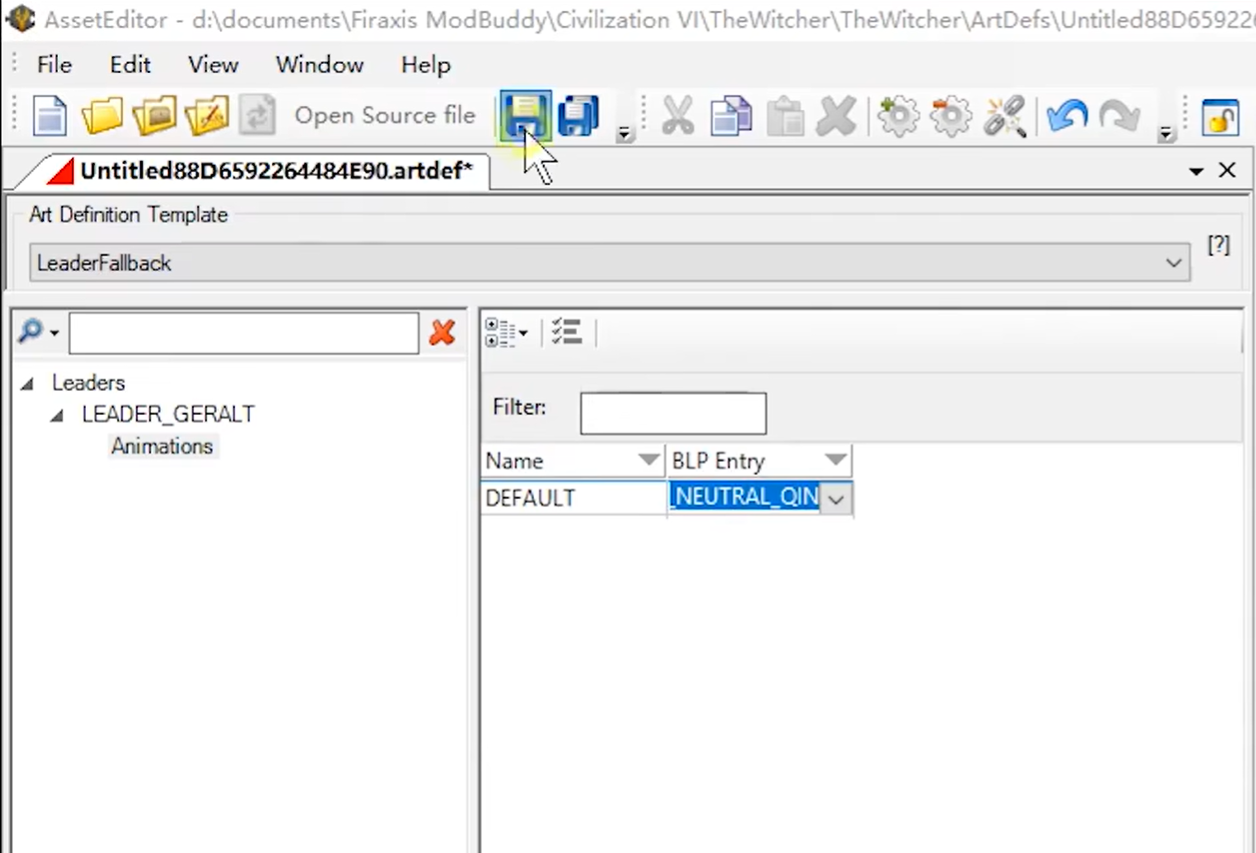 AssetEditor - d:\documents\Firaxis ModBuddy\Civilization VI\TheWitcher\TheWitcher\ArtDefs\Untitled88D65922
File Edit View Window Help
Open Source file
Untitled88D6592264484E90.artdef*
Art Definition Template
LeaderFallback
[?]
Leaders
LEADER_GERALT
Animations
Filter:
Name BLP Entry
DEFAULT _NEUTRAL_QIN